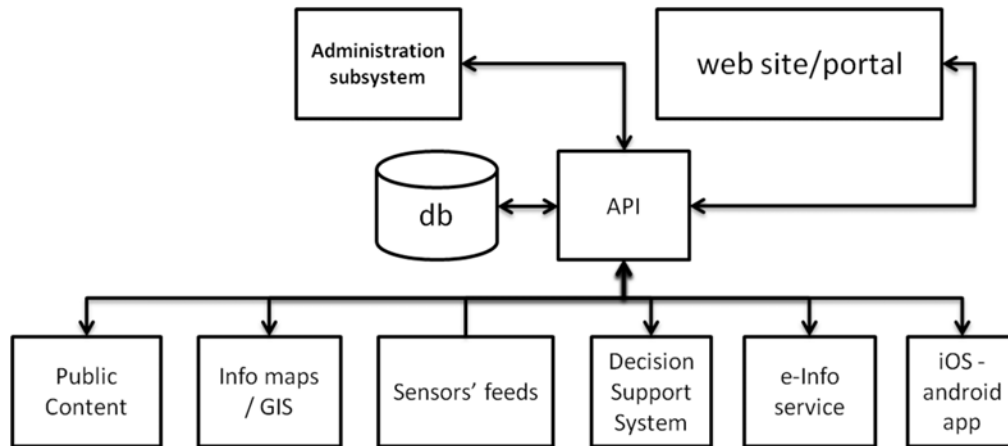 Administration
subsystem
web site/portal
db
API
Public
Content
Info maps
/ GIS
Sensors’ feeds
Decision
Support
System
e-Info
service
iOS -
android
app